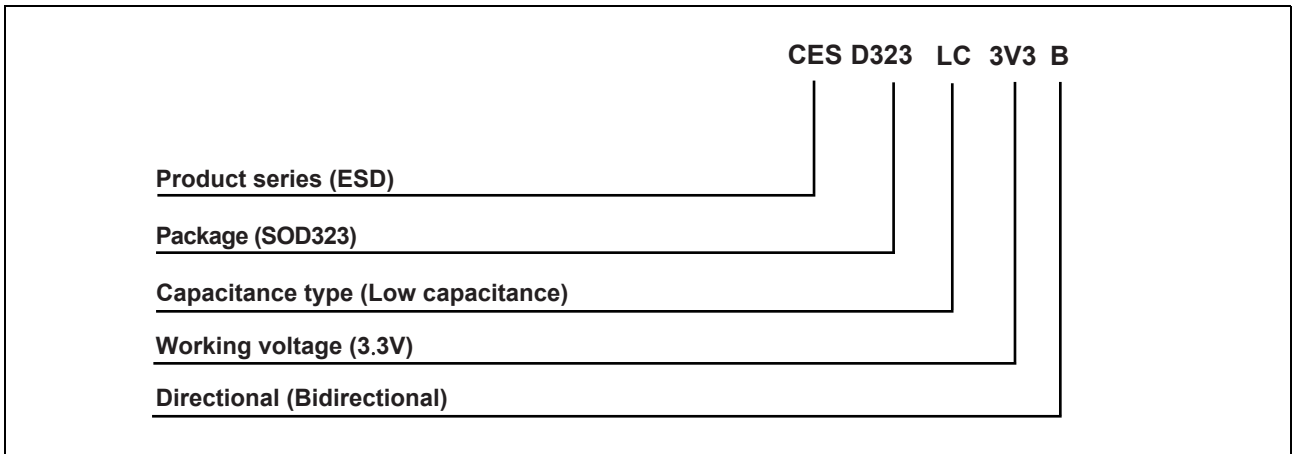 CES D323 LC 3V3 B
Product series (ESD)
Package (SOD323)
Capacitance type (Low capacitance)
Working voltage (3.3V)
Directional (Bidirectional)